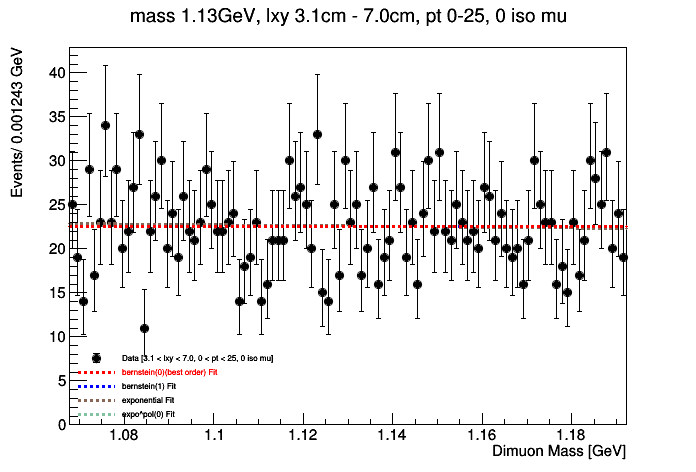 mass 1.13GeV, lxy 3.1cm - 7.0cm, pt 0-25, 0 iso mu
Events/ 0.001243 GeV
40
35
30
25
20
15
10
5
0
Data [3.1 < lxy < 7.0, 0 < pt < 25, 0 iso mu]
bernstein(0)(best order) Fit
bernstein(1) Fit
exponential Fit
expo*pol(0) Fit
1.08 1.1 1.12 1.14 1.16 1.18
Dimuon Mass [GeV]